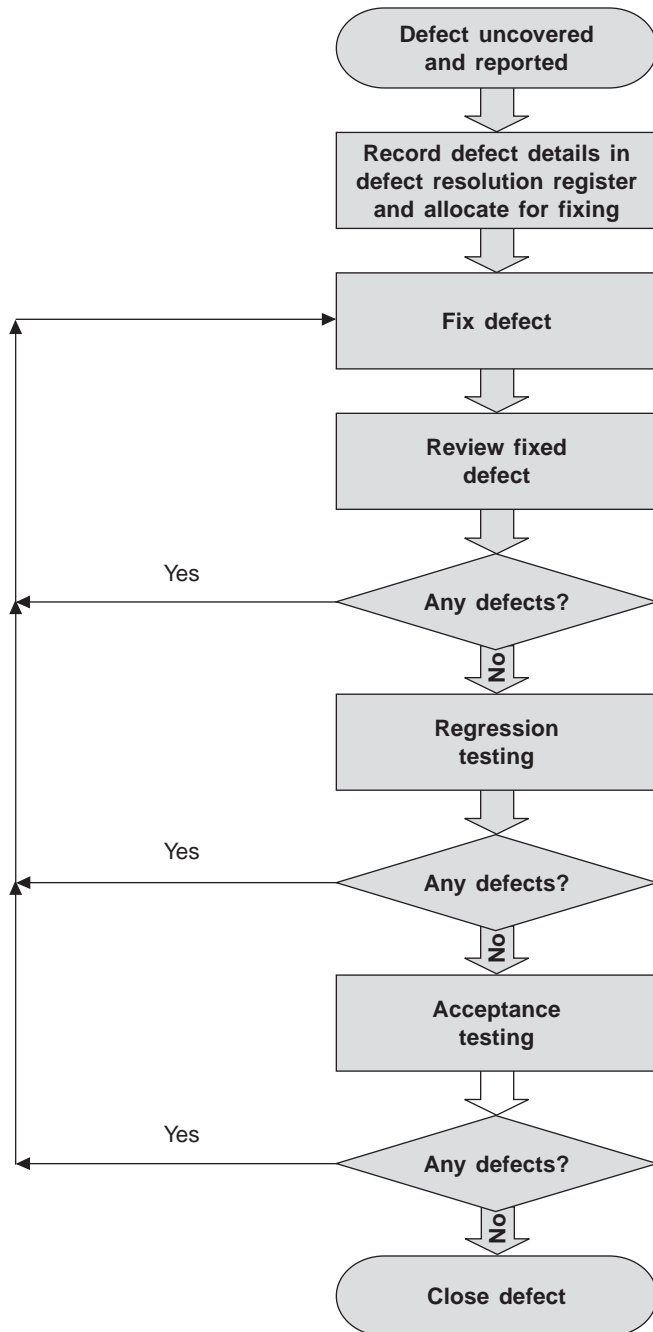 Defect uncovered
and reported
Record defect details in
defect resolution register
and allocate for fixing
Fix defect
Review fixed
defect
Yes
Any defects?
No
Regression
testing
Yes
Any defects?
No
Acceptance
testing
Yes
Any defects?
No
Close defect